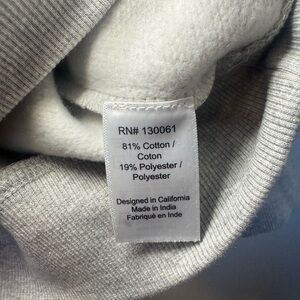 RN# 130061
81% Cotton /
Coton
19% Polyester /
Polyester
Designed in California
Made in India
Fabriqué en Inde